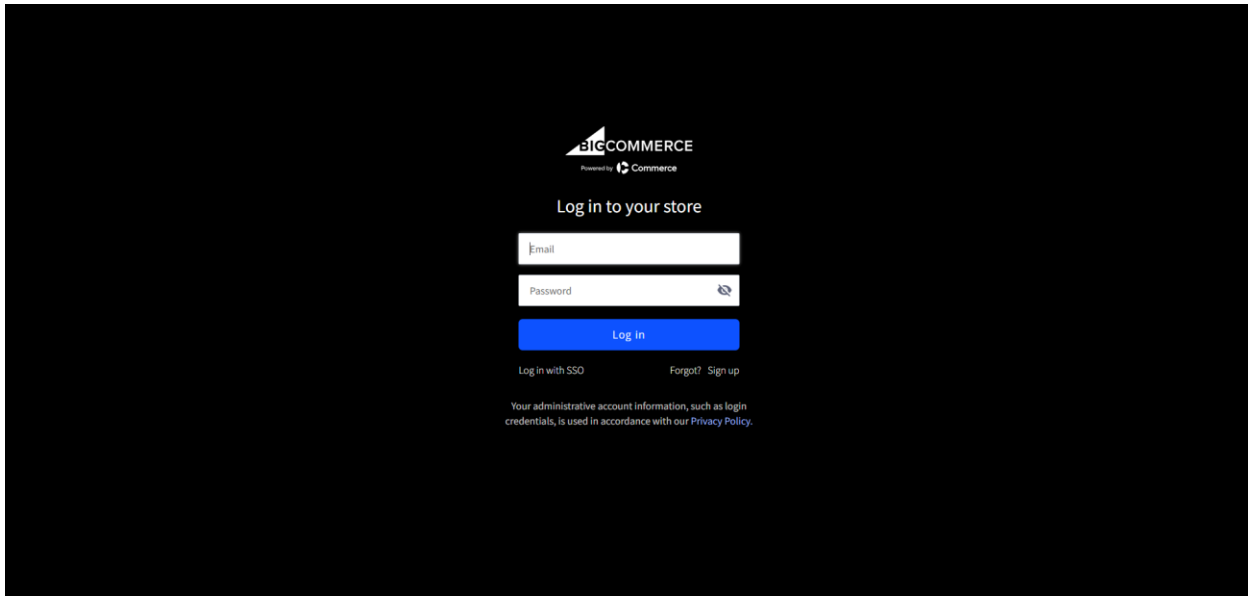 BIGCOMMERCE
Powered by Commerce
Log in to your store
Email
Password
Log in
Log in with SSO Forgot? Sign up
Your administrative account information, such as login
credentials, is used in accordance with our Privacy Policy.